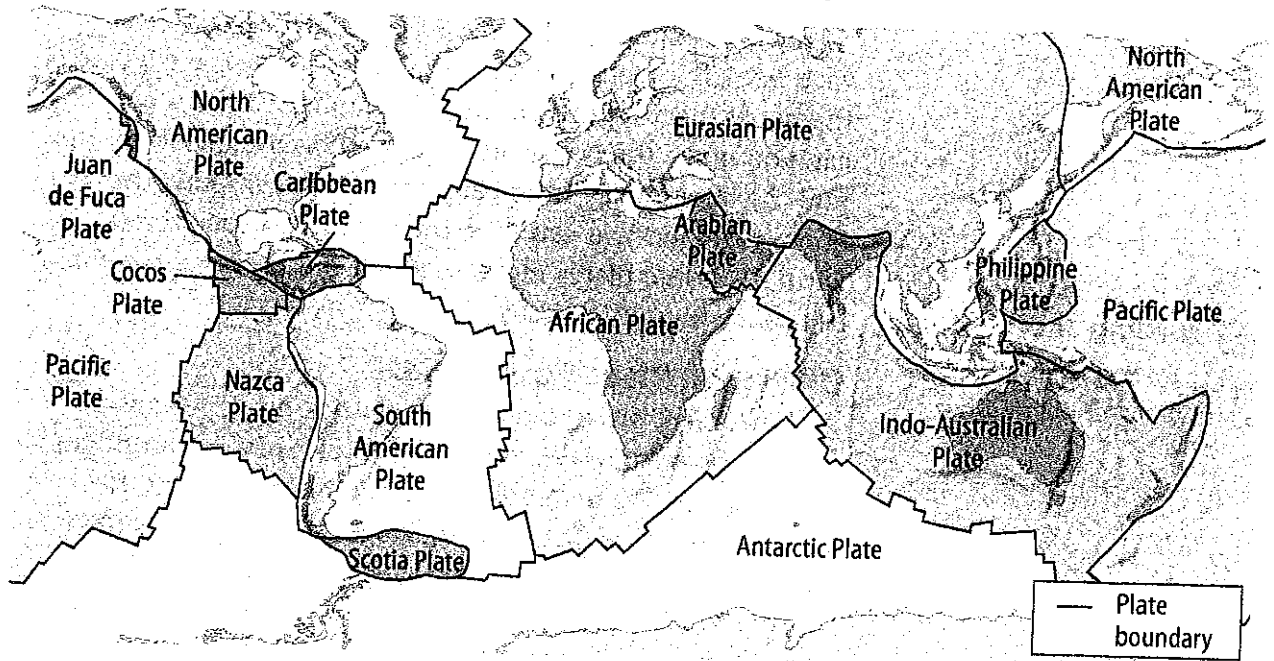 North
American
Plate
North
American
Plate
Eurasian Plate
Juan
de Fuca
Plate
Caribbean
Plate
Arabian
Plate
Cocos
Plate
Philippine
Plate
African Plate
Pacific Plate
Pacific
Plate
Nazca
Plate
South
American
Plate
Indo-Australian
Plate
Scotia Plate
Antarctic Plate
Plate
boundary